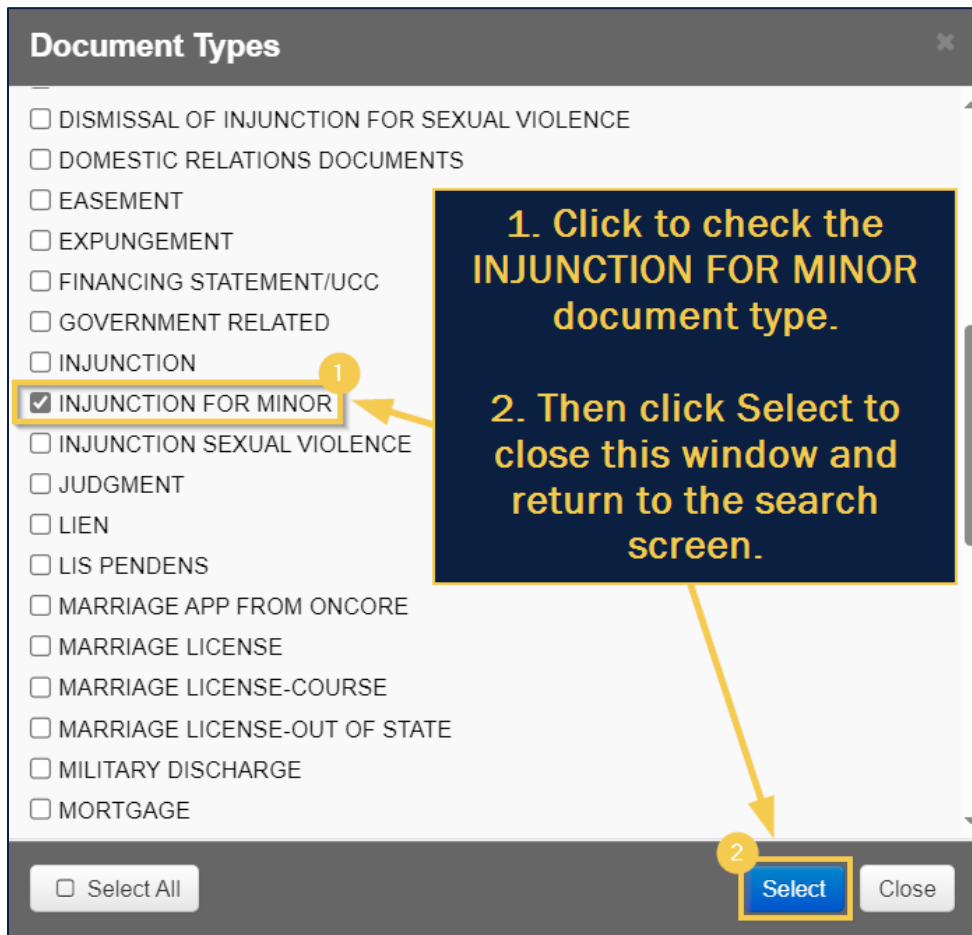 Document Types
DISMISSAL OF INJUNCTION FOR SEXUAL VIOLENCE
DOMESTIC RELATIONS DOCUMENTS
EASEMENT
EXPUNGEMENT
FINANCING STATEMENT/UCC
GOVERNMENT RELATED
INJUNCTION
1
INJUNCTION FOR MINOR
INJUNCTION SEXUAL VIOLENCE
JUDGMENT
LIEN
LIS PENDENS
MARRIAGE APP FROM ONCORE
MARRIAGE LICENSE
MARRIAGE LICENSE-COURSE
MARRIAGE LICENSE-OUT OF STATE
MILITARY DISCHARGE
MORTGAGE
1. Click to check the
INJUNCTION FOR MINOR
document type.
2. Then click Select to
close this window and
return to the search
screen.
Select All
2
Select
Close